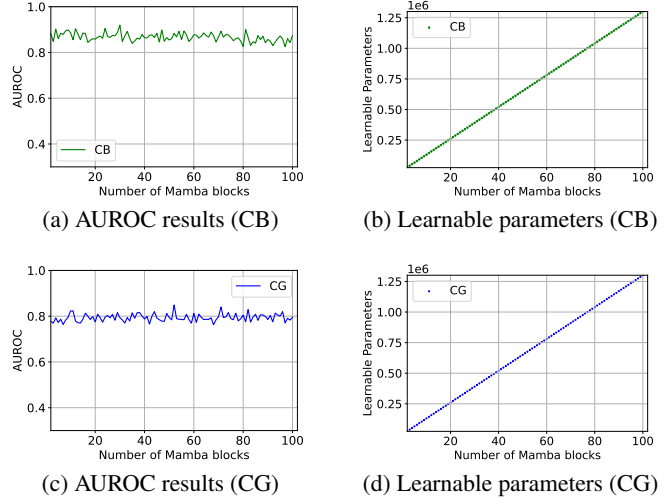 1.0
0.8
0.6
0.4
AUROC
CB
20 40 60 80 100
Number of Mamba blocks
(a) AUROC results (CB)
1e6
1.25
1.00
0.75
0.50
0.25
Learnable Parameters
CB
20 40 60 80 100
Number of Mamba blocks
(b) Learnable parameters (CB)
1.0
0.8
0.6
0.4
AUROC
CG
20 40 60 80 100
Number of Mamba blocks
(c) AUROC results (CG)
1e6
1.25
1.00
0.75
0.50
0.25
Learnable Parameters
CG
20 40 60 80 100
Number of Mamba blocks
(d) Learnable parameters (CG)